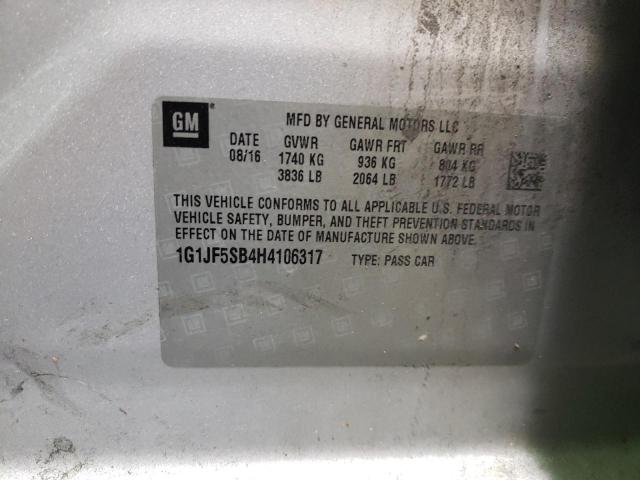 GM
MFD BY GENERAL MOTORS LLC
DATE GVWR GAWR FRT GAWR RR
08/16 1740 KG 936 KG 804 KG
3836 LB 2064 LB 1772 LB
THIS VEHICLE CONFORMS TO ALL APPLICABLE U.S. FEDERAL MOTOR
VEHICLE SAFETY, BUMPER, AND THEFT PREVENTION STANDARDS IN
EFFECT ON THE DATE OF MANUFACTURE SHOWN ABOVE.
1G1JF5SB4H4106317 TYPE: PASS CAR